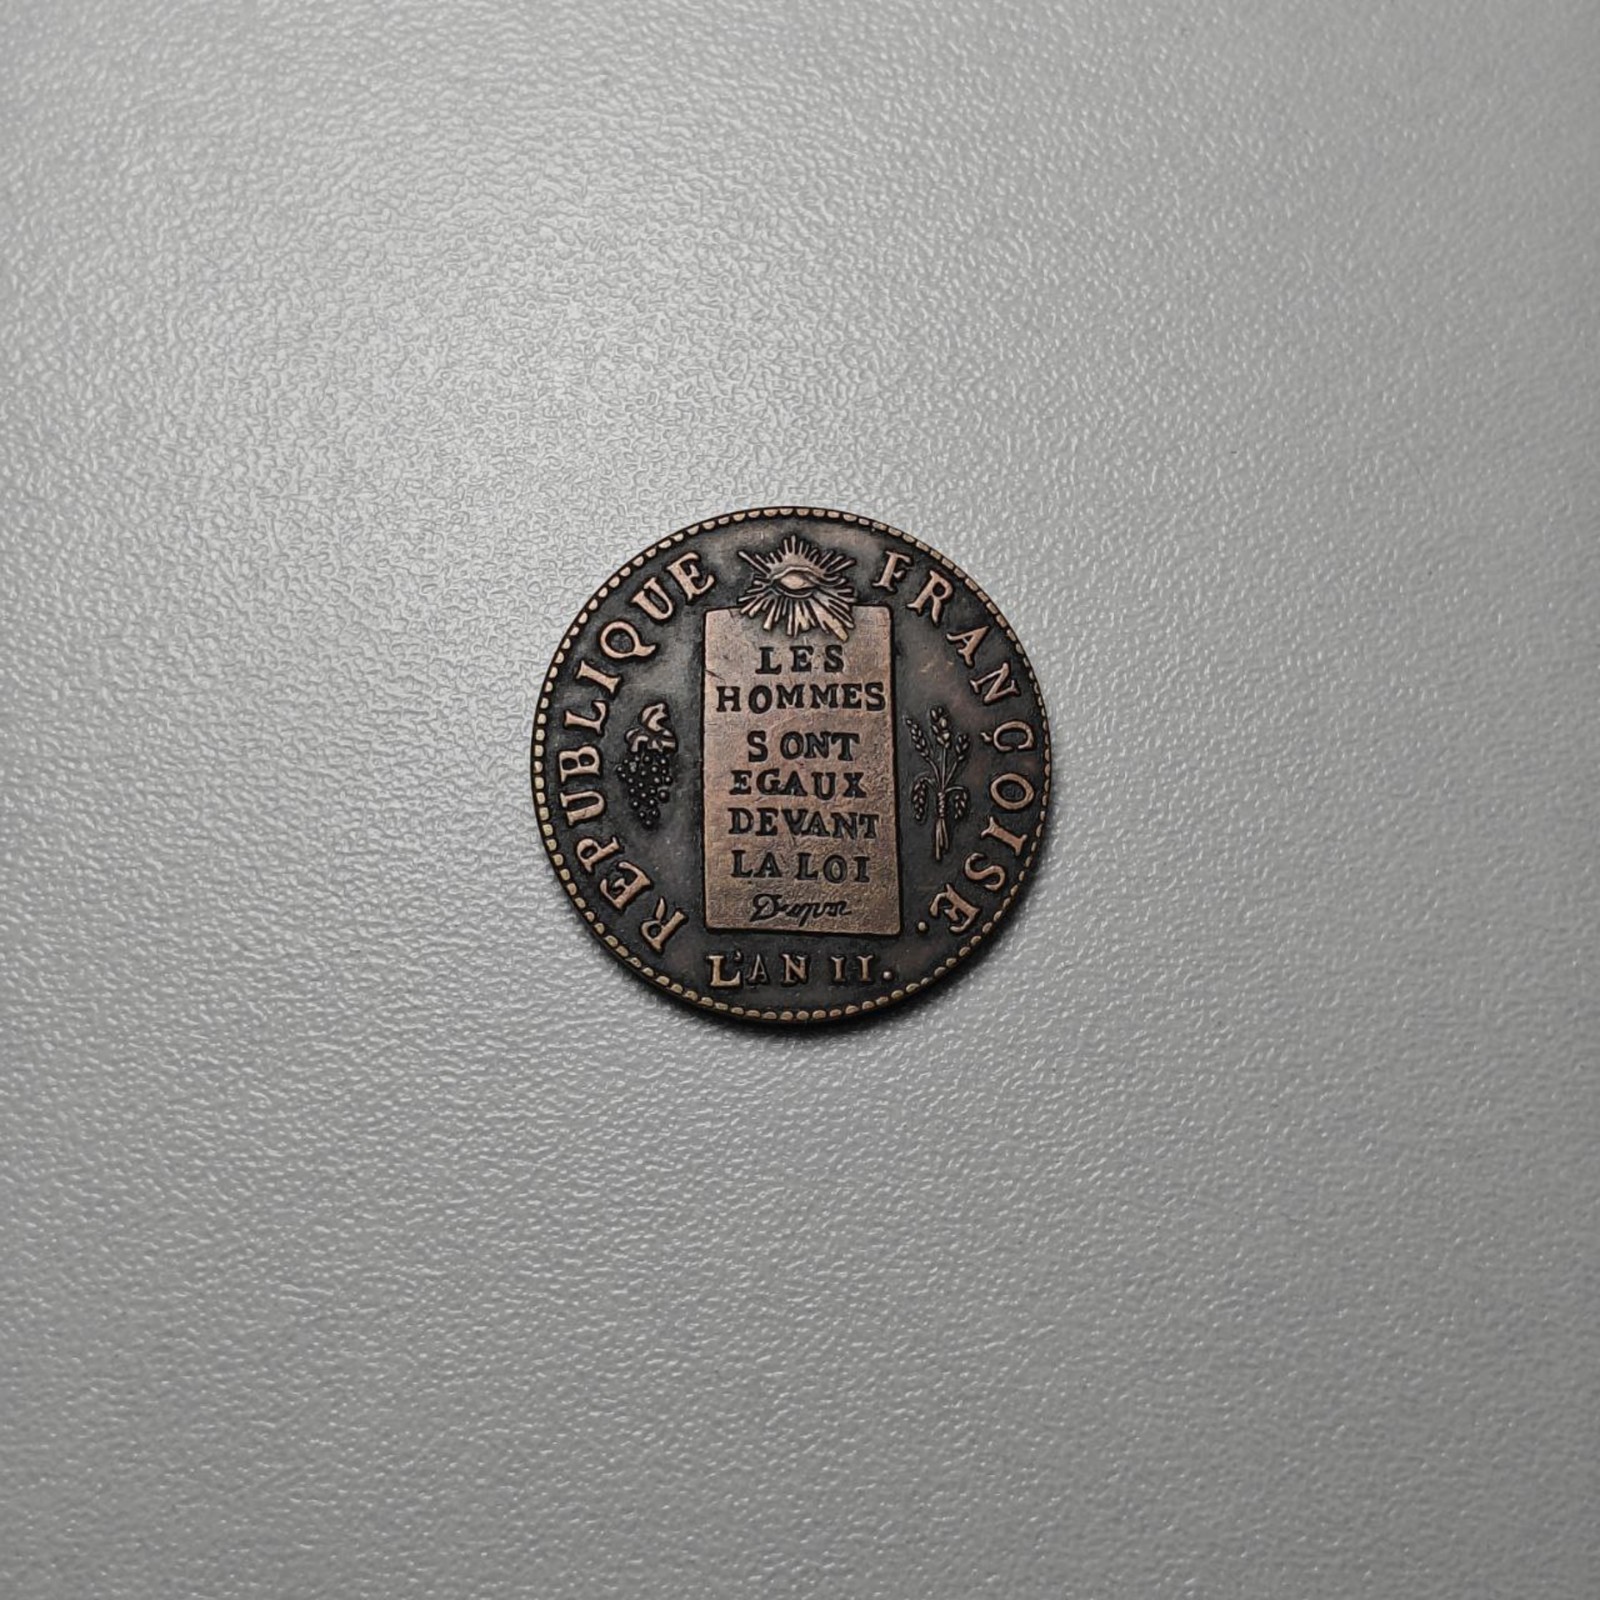 REPUBLIQUE FRANÇOISE.
LES
HOMMES
SONT
EGAUX
DEVANT
LA LOI
L'AN II.